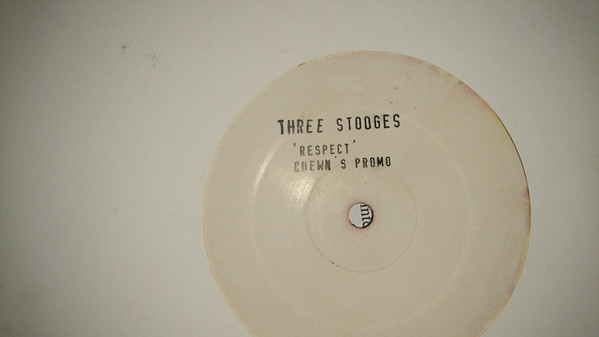 THREE STOOGES
'RESPECT'
CHEWN'S PROMO